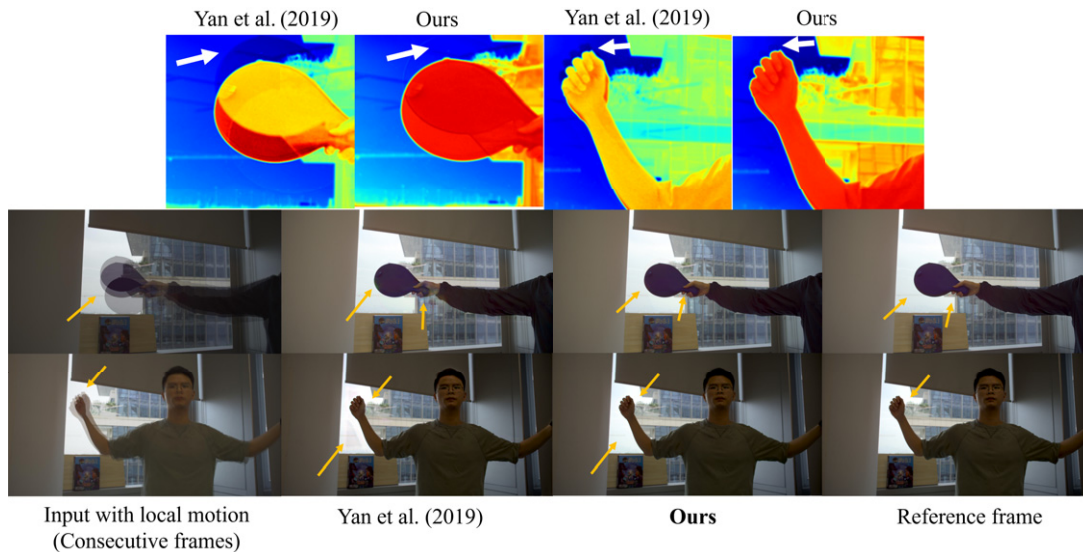 Yan et al. (2019)
Ours
Yan et al. (2019)
Ours
Input with local motion
(Consecutive frames)
Yan et al. (2019)
Ours
Reference frame